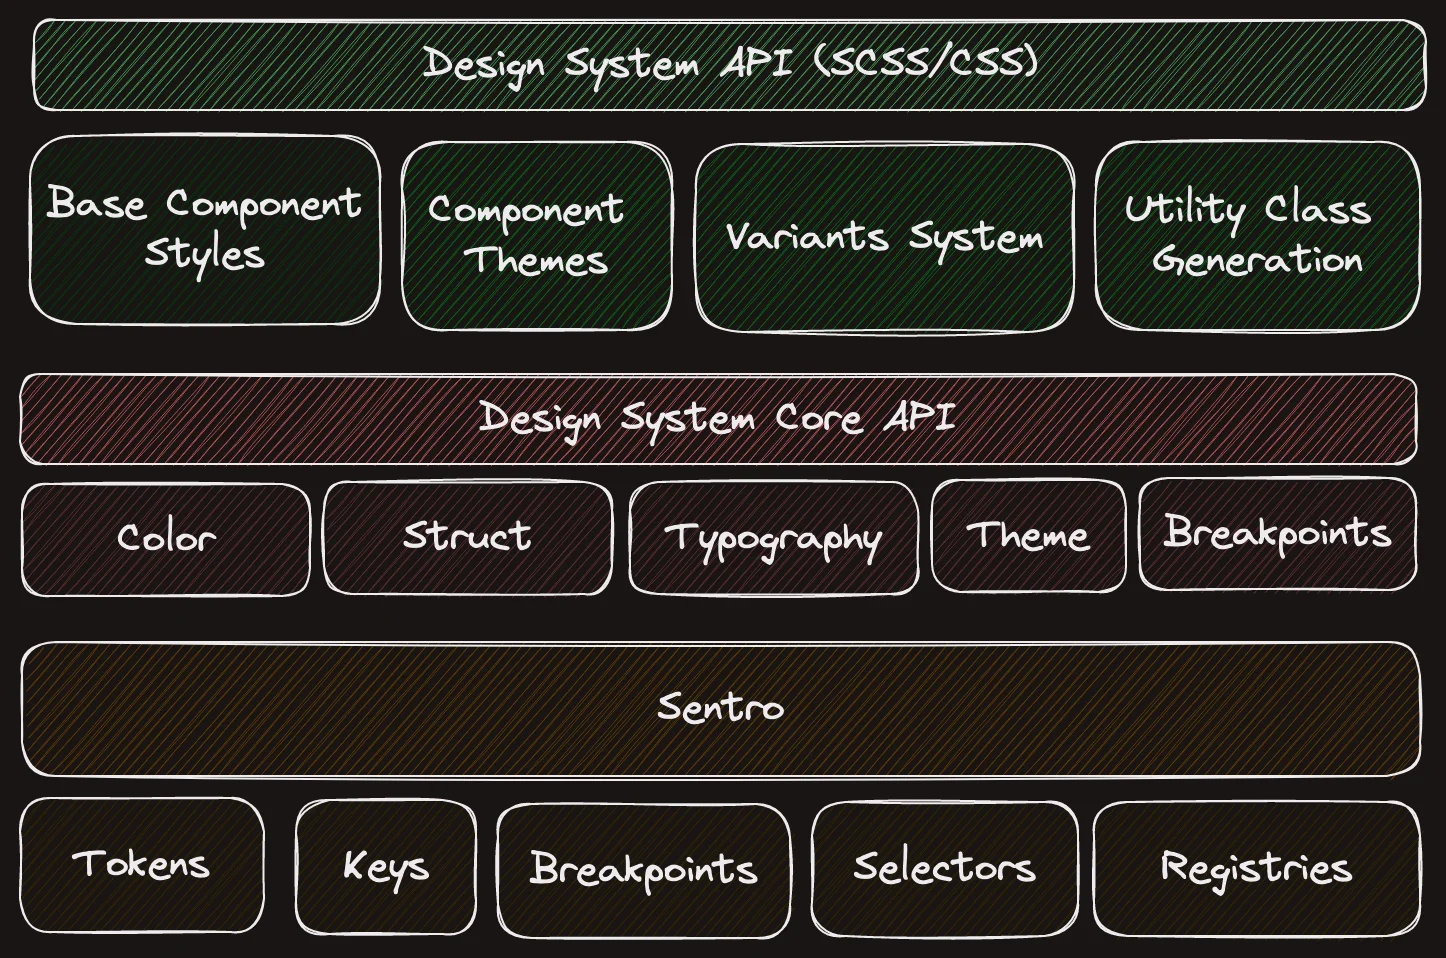 Design System API (SCSS/CSS)
Base Component
Styles
Component
Themes
Variants System
Utility Class
Generation
Design System Core API
Color
Struct
Typography
Theme
Breakpoints
Sentro
Tokens
Keys
Breakpoints
Selectors
Registries